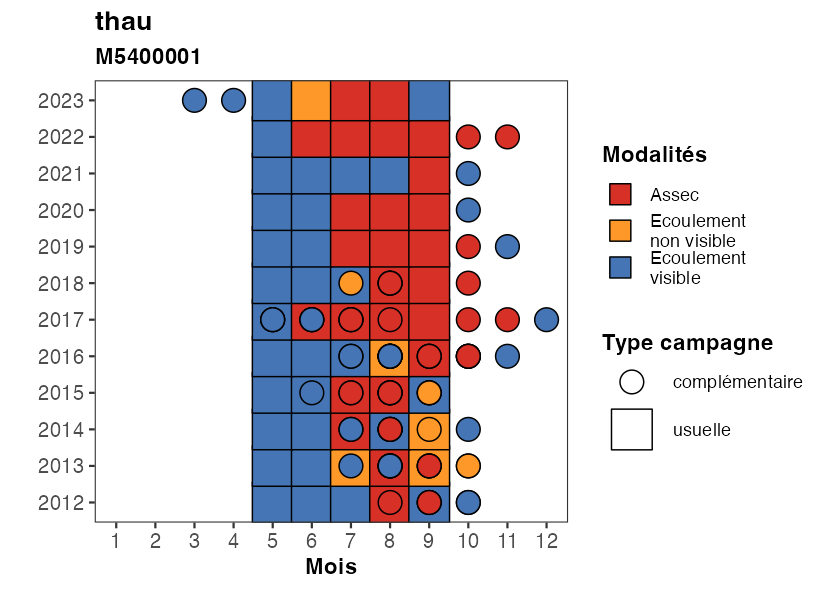 thau
M5400001
2023
2022
2021
2020
2019
2018
2017
2016
2015
2014
2013
2012
1 2 3 4 5 6 7 8 9 10 11 12
Mois
Modalités
Assec
Ecoulement
non visible
Ecoulement
visible
Type campagne
complémentaire
usuelle